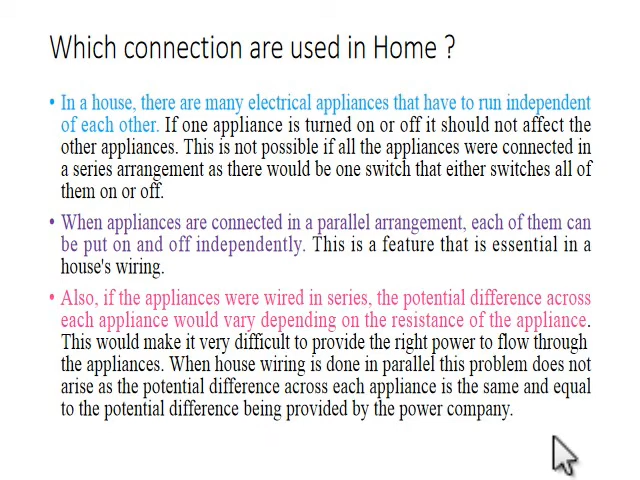 Which connection are used in Home ?
• In a house, there are many electrical appliances that have to run independent
of each other. If one appliance is turned on or off it should not affect the
other appliances. This is not possible if all the appliances were connected in
a series arrangement as there would be one switch that either switches all of
them on or off.
• When appliances are connected in a parallel arrangement, each of them can
be put on and off independently. This is a feature that is essential in a
house's wiring.
• Also, if the appliances were wired in series, the potential difference across
each appliance would vary depending on the resistance of the appliance.
This would make it very difficult to provide the right power to flow through
the appliances. When house wiring is done in parallel this problem does not
arise as the potential difference across each appliance is the same and equal
to the potential difference being provided by the power company.